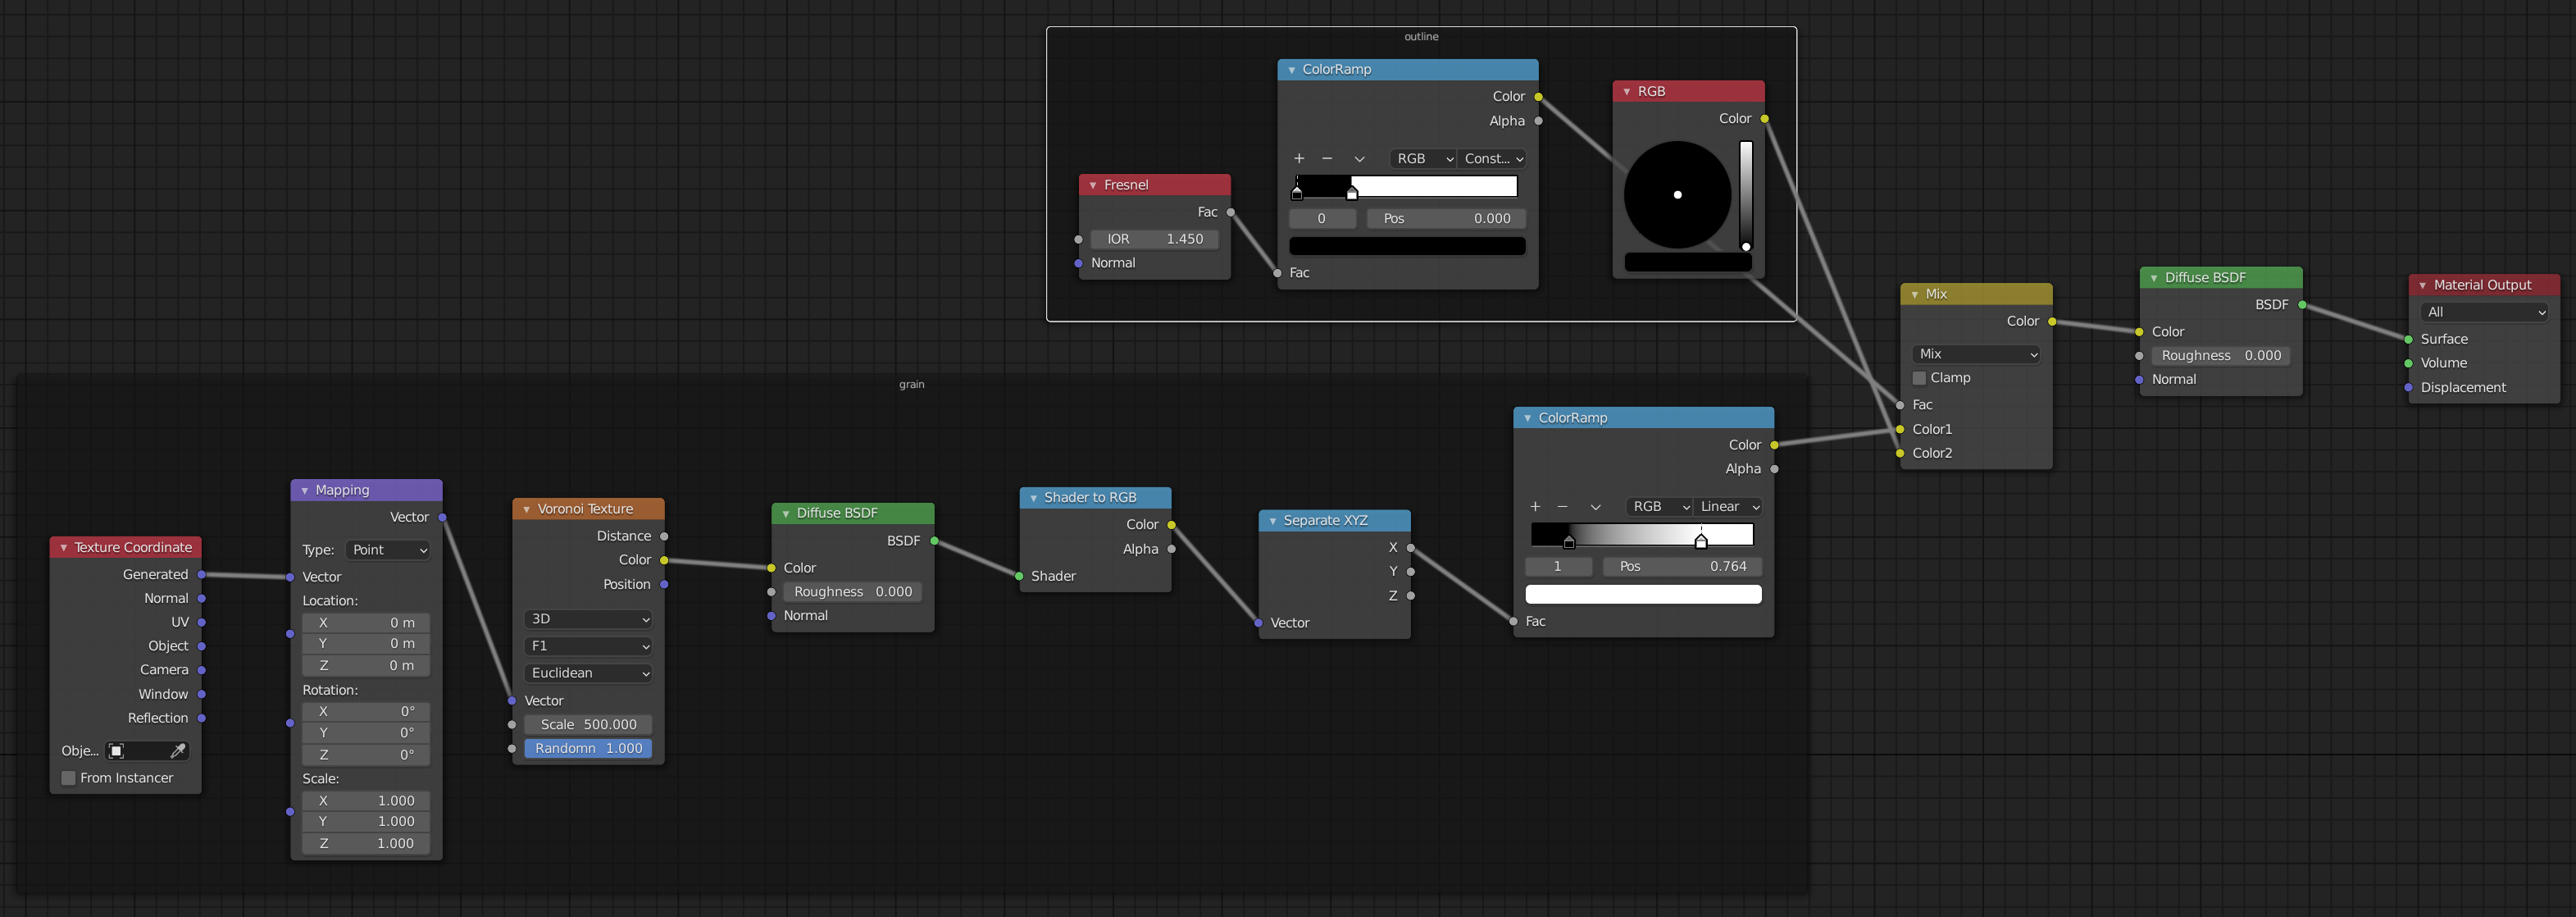 outline
Fresnel
Fac
IOR 1.450
Normal
ColorRamp
Color
Alpha
RGB Const...
0 Pos 0.000
Fac
RGB
Color
Mix
Color
Mix
Clamp
Fac
Color1
Color2
Diffuse BSDF
BSDF
Color
Roughness 0.000
Normal
Material Output
All
Surface
Volume
Displacement
grain
Texture Coordinate
Generated
Normal
UV
Object
Camera
Window
Reflection
Obje...
From Instancer
Mapping
Vector
Type: Point
Vector
Location:
X 0 m
Y 0 m
Z 0 m
Rotation:
X 0°
Y 0°
Z 0°
Scale:
X 1.000
Y 1.000
Z 1.000
Voronoi Texture
Distance
Color
Position
3D
F1
Euclidean
Vector
Scale 500.000
Randomn 1.000
Diffuse BSDF
BSDF
Color
Roughness 0.000
Normal
Shader to RGB
Color
Alpha
Shader
Separate XYZ
X
Y
Z
Vector
ColorRamp
Color
Alpha
RGB Linear
1 Pos 0.764
Fac